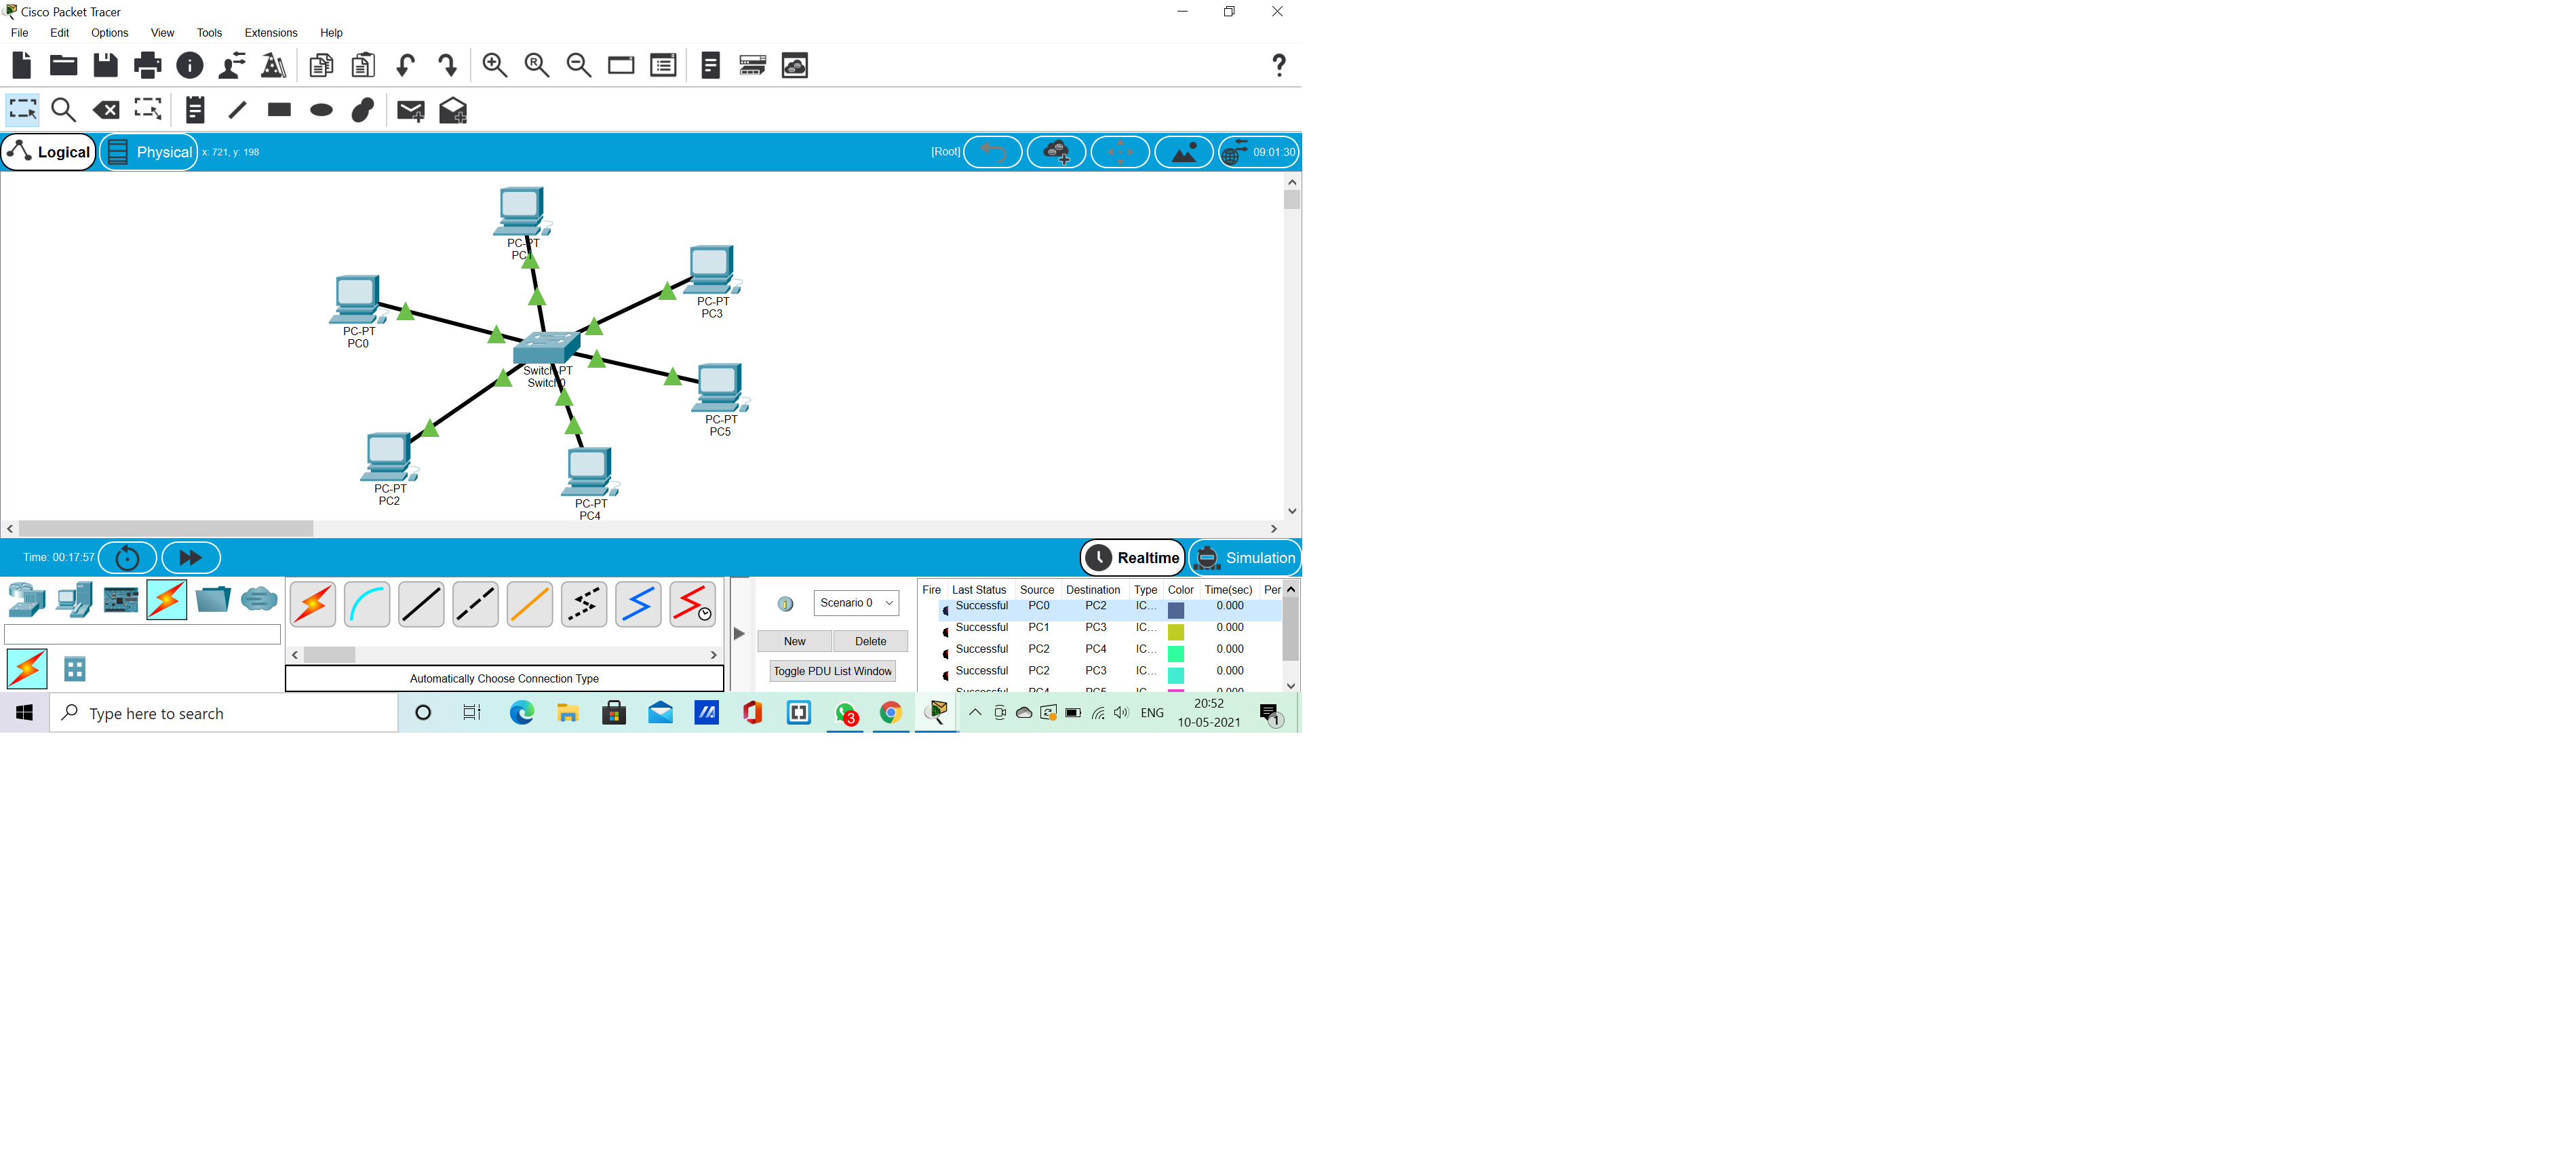 Cisco Packet Tracer
File Edit Options View Tools Extensions Help
Logical Physical x: 721, y: 198 [Root] 09:01:30
PC-PT
PC1
PC-PT
PC3
PC-PT
PC0
Switch-PT
Switch0
PC-PT
PC5
PC-PT
PC2
PC-PT
PC4
Time: 00:17:57 Realtime Simulation
Scenario 0
New Delete
Toggle PDU List Window
Automatically Choose Connection Type
Fire Last Status Source Destination Type Color Time(sec) Per
Successful PC0 PC2 IC... 0.000
Successful PC1 PC3 IC... 0.000
Successful PC2 PC4 IC... 0.000
Successful PC2 PC3 IC... 0.000
Successful PC4 PC5 IC... 0.000
Type here to search
3
ENG
20:52
10-05-2021
1